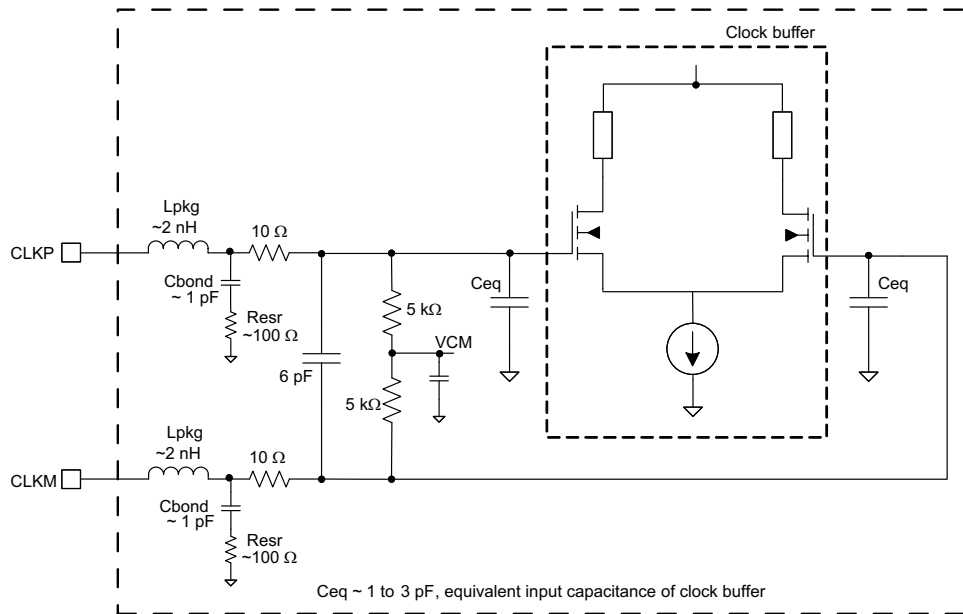 Clock buffer
Lpkg
~2 nH
10 Ω
CLKP
Cbond
~ 1 pF
Resr
~100 Ω
6 pF
5 kΩ
VCM
5 kΩ
Ceq
Ceq
Lpkg
~2 nH
10 Ω
CLKM
Cbond
~ 1 pF
Resr
~100 Ω
Ceq ~ 1 to 3 pF, equivalent input capacitance of clock buffer